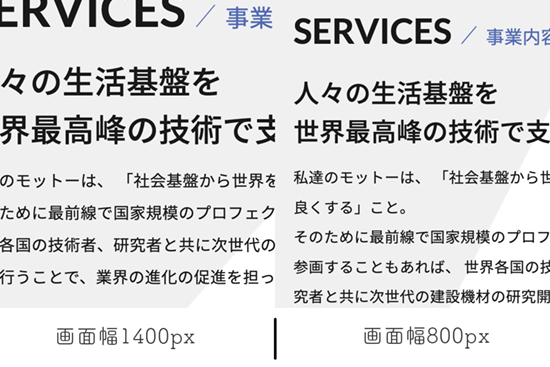 ERVICES ／ 事業
々の生活基盤を
界最高峰の技術で支
のモットーは、「社会基盤から世界を
ために最前線で国家規模のプロフェク
各国の技術者、研究者と共に次世代の
行うことで、業界の進化の促進を担っ
画面幅1400px
SERVICES ／ 事業内容
人々の生活基盤を
世界最高峰の技術で支
私達のモットーは、「社会基盤から世
良くする」こと。
そのために最前線で国家規模のプロフ
参画することもあれば、世界各国の技
究者と共に次世代の建設機材の研究開
画面幅800px